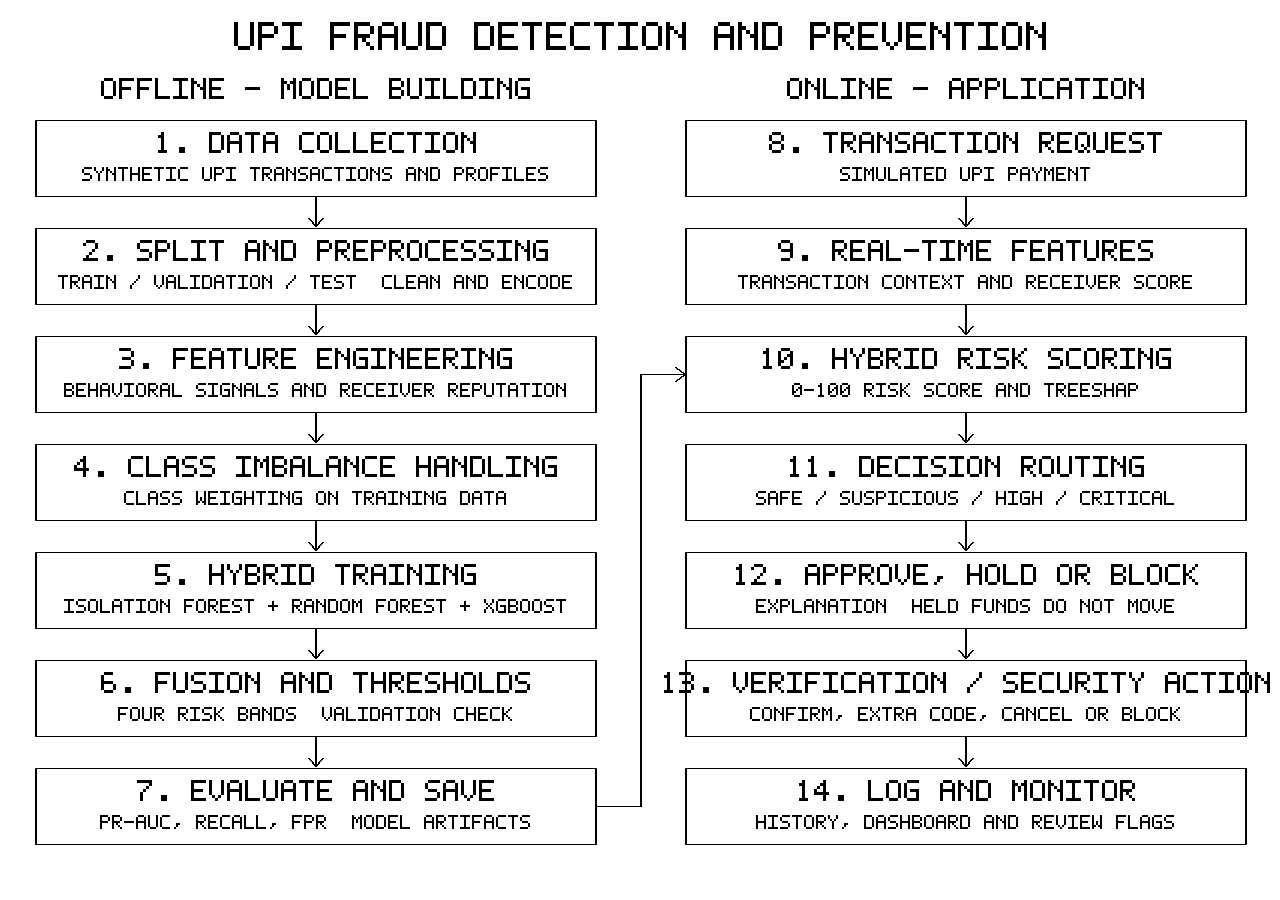 UPI FRAUD DETECTION AND PREVENTION
OFFLINE - MODEL BUILDING
1. DATA COLLECTION
SYNTHETIC UPI TRANSACTIONS AND PROFILES
2. SPLIT AND PREPROCESSING
TRAIN / VALIDATION / TEST  CLEAN AND ENCODE
3. FEATURE ENGINEERING
BEHAVIORAL SIGNALS AND RECEIVER REPUTATION
4. CLASS IMBALANCE HANDLING
CLASS WEIGHTING ON TRAINING DATA
5. HYBRID TRAINING
ISOLATION FOREST + RANDOM FOREST + XGBOOST
6. FUSION AND THRESHOLDS
FOUR RISK BANDS  VALIDATION CHECK
7. EVALUATE AND SAVE
PR-AUC, RECALL, FPR  MODEL ARTIFACTS
ONLINE - APPLICATION
8. TRANSACTION REQUEST
SIMULATED UPI PAYMENT
9. REAL-TIME FEATURES
TRANSACTION CONTEXT AND RECEIVER SCORE
10. HYBRID RISK SCORING
0-100 RISK SCORE AND TREESHAP
11. DECISION ROUTING
SAFE / SUSPICIOUS / HIGH / CRITICAL
12. APPROVE, HOLD OR BLOCK
EXPLANATION  HELD FUNDS DO NOT MOVE
13. VERIFICATION / SECURITY ACTION
CONFIRM, EXTRA CODE, CANCEL OR BLOCK
14. LOG AND MONITOR
HISTORY, DASHBOARD AND REVIEW FLAGS